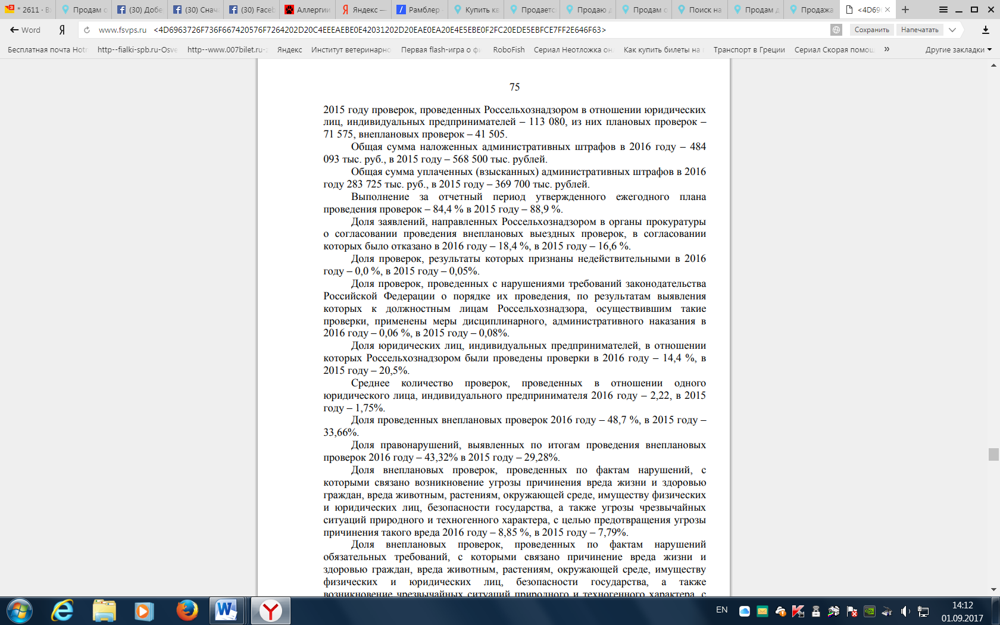 * 2611 · В
Продам с
(30) Добе
(30) Снач
(30) Faceb
Аллергии
Яндекс —
Рамблер
Купить кв
Продаетс
Продаю д
Продам о
Поиск на
Продам д
Продажа
<4D696
Word
www.fsvps.ru <4D6963726F736F667420576F7264202D20C4EEEAEBE0E42031202D20EAE0EA20E4E5EBE0F2FC20EDE5EBFCE7FF2E646F63>
Сохранить
Напечатать
Бесплатная почта Hotr
http--fialki-spb.ru-Osve
http--www.007bilet.ru-
Яндекс
Институт ветеринарно
Первая flash-игра о ф
RoboFish
Сериал Неотложка он
Как купить билеты на
Транспорт в Греции
Сериал Скорая помощ
»
Другие закладки
75
2015 году проверок, проведенных Россельхознадзором в отношении юридических
лиц, индивидуальных предпринимателей – 113 080, из них плановых проверок –
71 575, внеплановых проверок – 41 505.
Общая сумма наложенных административных штрафов в 2016 году – 484
093 тыс. руб., в 2015 году – 568 500 тыс. рублей.
Общая сумма уплаченных (взысканных) административных штрафов в 2016
году 283 725 тыс. руб., в 2015 году – 369 700 тыс. рублей.
Выполнение за отчетный период утвержденного ежегодного плана
проведения проверок – 84,4 % в 2015 году – 88,9 %.
Доля заявлений, направленных Россельхознадзором в органы прокуратуры
о согласовании проведения внеплановых выездных проверок, в согласовании
которых было отказано в 2016 году – 18,4 %, в 2015 году – 16,6 %.
Доля проверок, результаты которых признаны недействительными в 2016
году – 0,0 %, в 2015 году – 0,05%.
Доля проверок, проведенных с нарушениями требований законодательства
Российской Федерации о порядке их проведения, по результатам выявления
которых к должностным лицам Россельхознадзора, осуществившим такие
проверки, применены меры дисциплинарного, административного наказания в
2016 году – 0,06 %, в 2015 году – 0,08%.
Доля юридических лиц, индивидуальных предпринимателей, в отношении
которых Россельхознадзором были проведены проверки в 2016 году – 14,4 %, в
2015 году – 20,5%.
Среднее количество проверок, проведенных в отношении одного
юридического лица, индивидуального предпринимателя 2016 году – 2,22, в 2015
году – 1,75%.
Доля проведенных внеплановых проверок 2016 году – 48,7 %, в 2015 году –
33,66%.
Доля правонарушений, выявленных по итогам проведения внеплановых
проверок 2016 году – 43,32% в 2015 году – 29,28%.
Доля внеплановых проверок, проведенных по фактам нарушений, с
которыми связано возникновение угрозы причинения вреда жизни и здоровью
граждан, вреда животным, растениям, окружающей среде, имуществу физических
и юридических лиц, безопасности государства, а также угрозы чрезвычайных
ситуаций природного и техногенного характера, с целью предотвращения угрозы
причинения такого вреда 2016 году – 8,85 %, в 2015 году – 7,79%.
Доля внеплановых проверок, проведенных по фактам нарушений
обязательных требований, с которыми связано причинение вреда жизни и
здоровью граждан, вреда животным, растениям, окружающей среде, имуществу
физических и юридических лиц, безопасности государства, а также
возникновение чрезвычайных ситуаций природного и техногенного характера, с
EN
14:12
01.09.2017